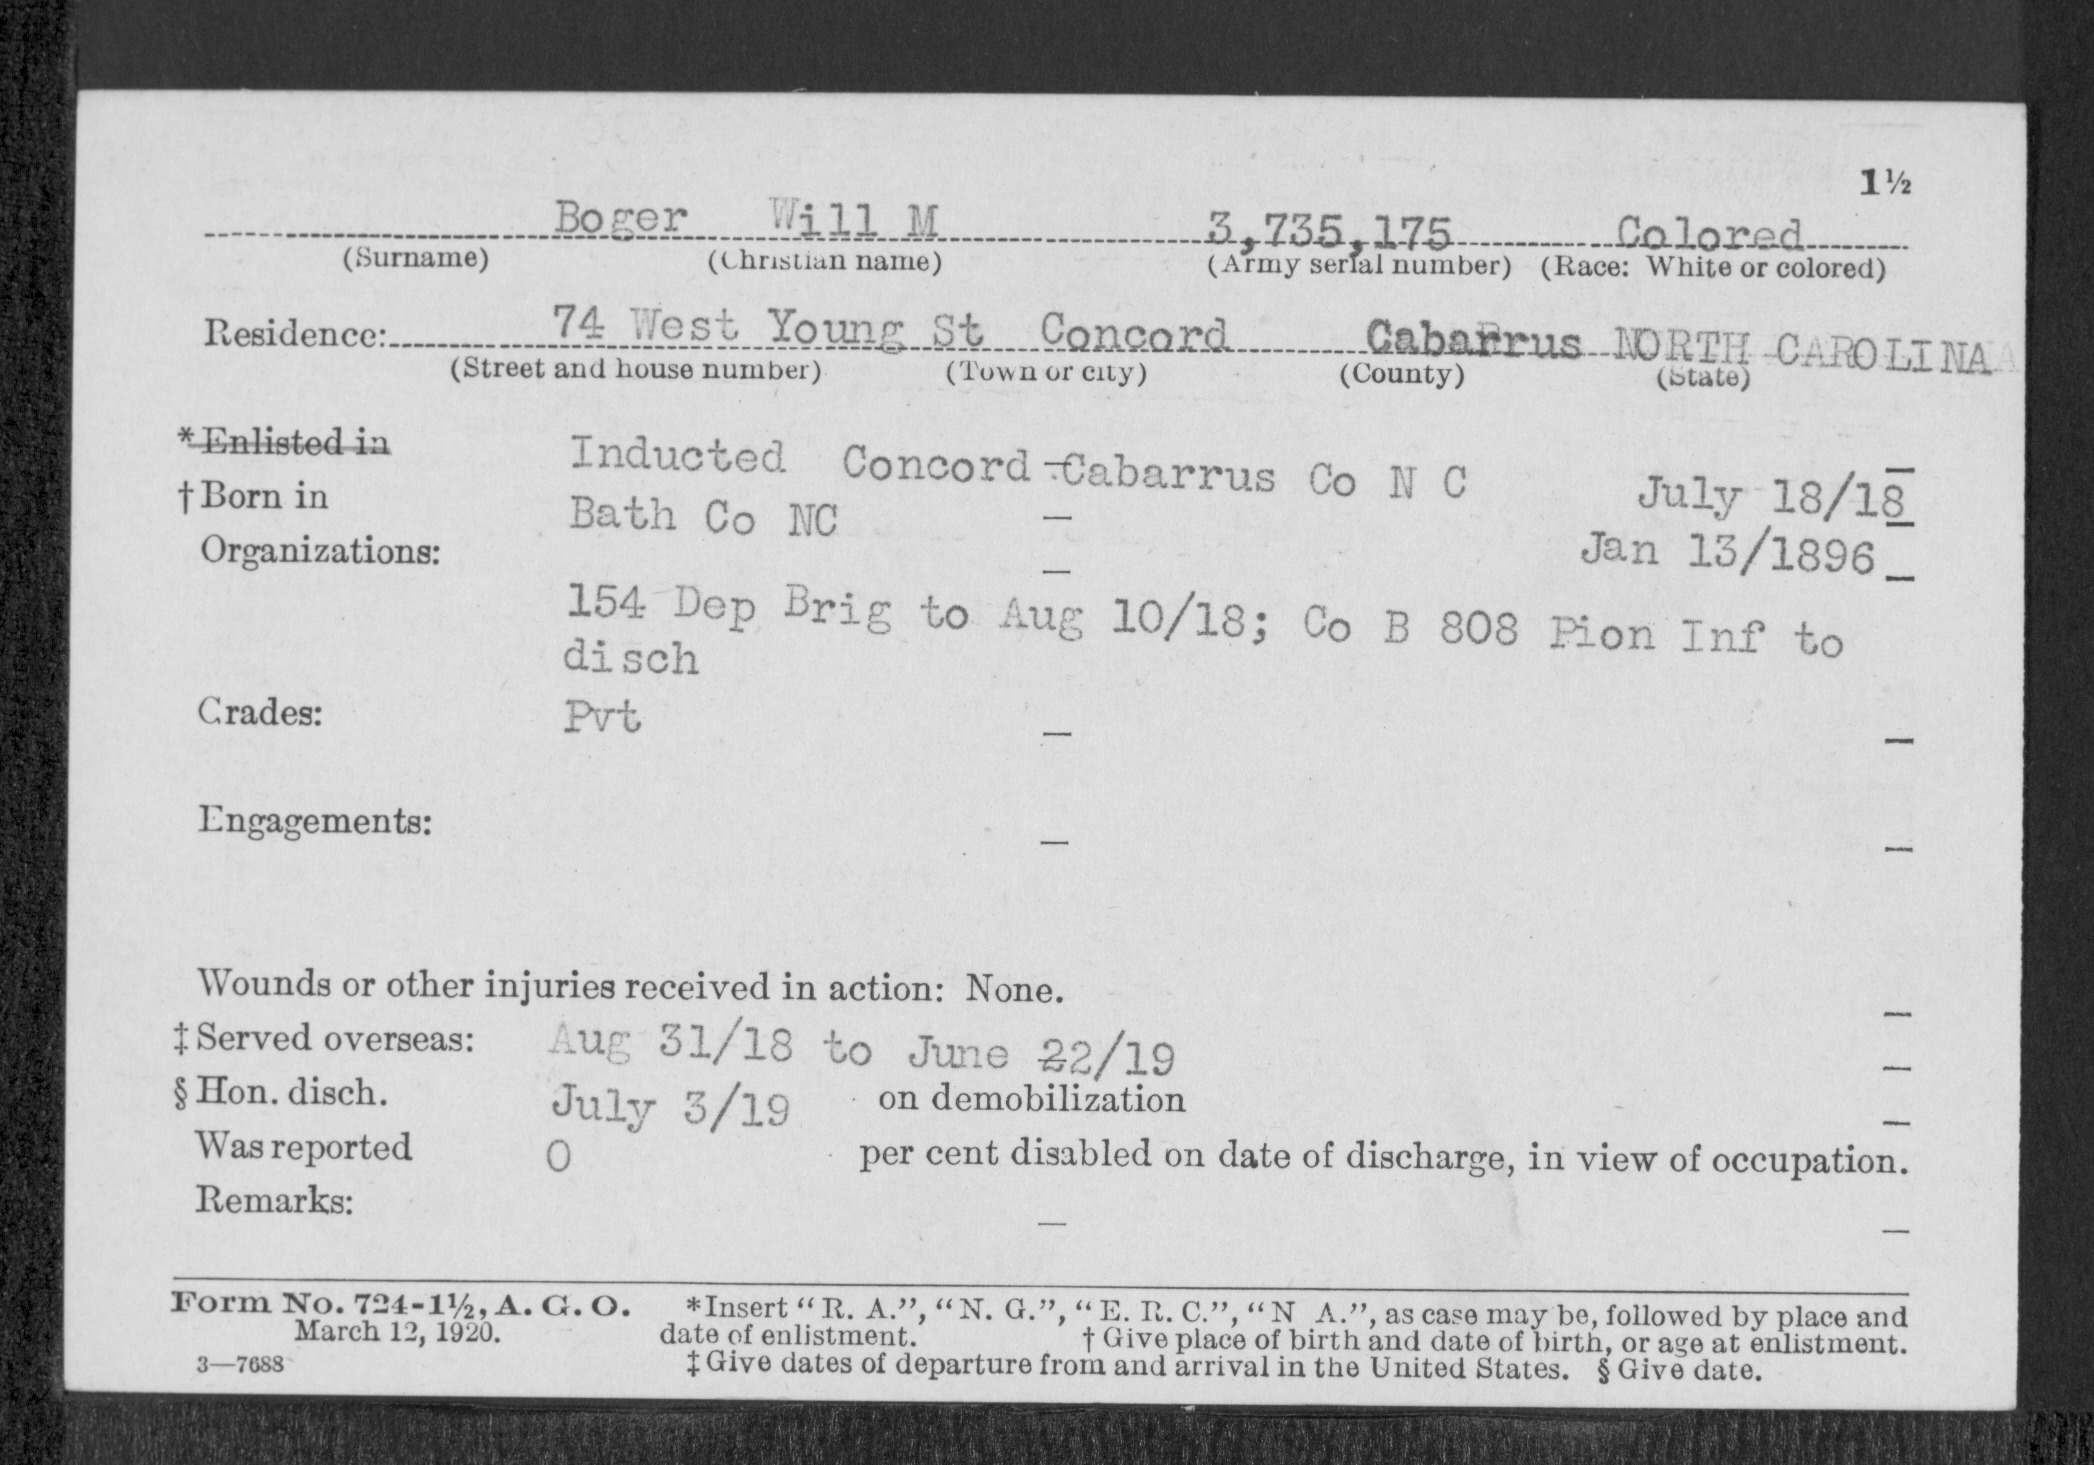 1½
Boger Will M 3,735,175 Colored
(Surname) (Christian name) (Army serial number) (Race: White or colored)
Residence: 74 West Young St Concord Cabarrus NORTH CAROLINA
(Street and house number) (Town or city) (County) (State)
*Enlisted in Inducted Concord - Cabarrus Co N C July 18/18
†Born in Bath Co NC Jan 13/1896
Organizations:
154 Dep Brig to Aug 10/18; Co B 808 Pion Inf to
disch
Grades: Pvt
Engagements:
Wounds or other injuries received in action: None.
‡Served overseas: Aug 31/18 to June 22/19
§Hon. disch. July 3/19 on demobilization
Was reported 0 per cent disabled on date of discharge, in view of occupation.
Remarks:
Form No. 724-1½, A. G. O. *Insert “R. A.”, “N. G.”, “E. R. C.”, “N A.”, as case may be, followed by place and
March 12, 1920. date of enlistment. †Give place of birth and date of birth, or age at enlistment.
3—7688 ‡Give dates of departure from and arrival in the United States. §Give date.